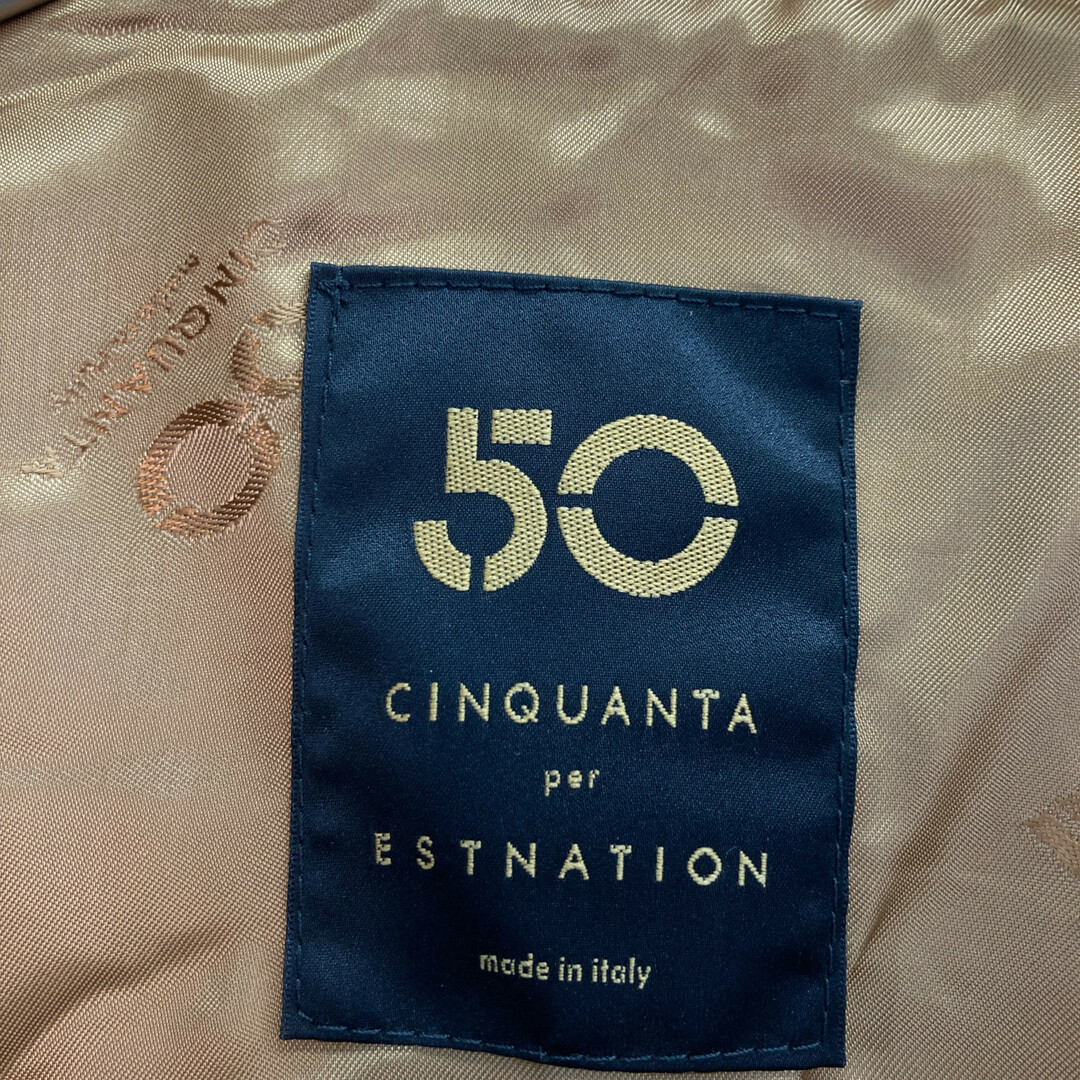 50
CINQUANTA
per
ESTNATION
made in italy